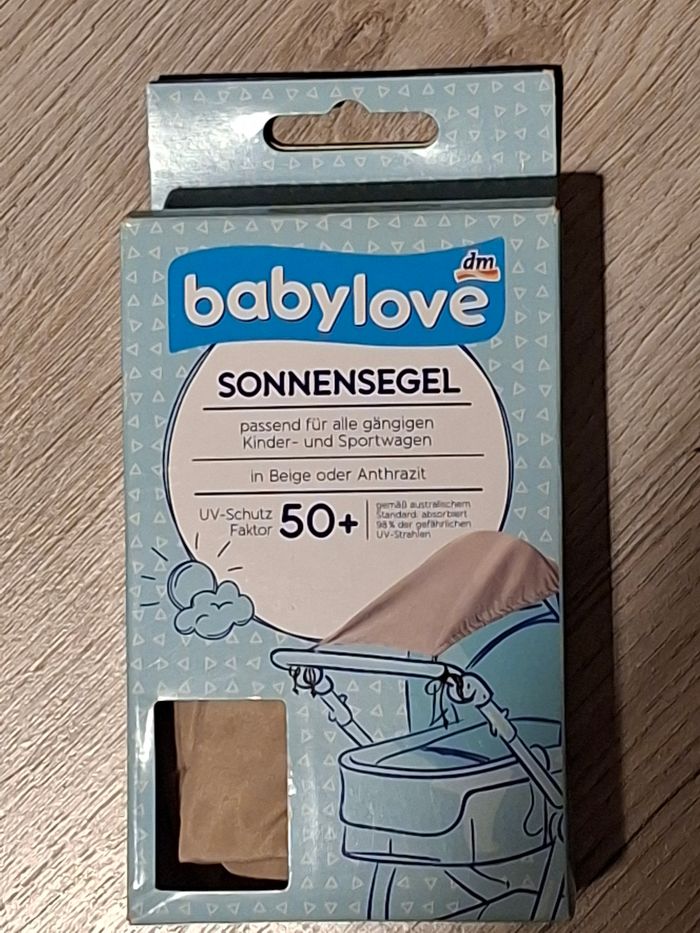 dm
babylove
SONNENSEGEL
passend für alle gängigen
Kinder- und Sportwagen
in Beige oder Anthrazit
UV-Schutz
Faktor
50+
gemäß australischem
Standard: absorbiert
98 % der gefährlichen
UV-Strahlen